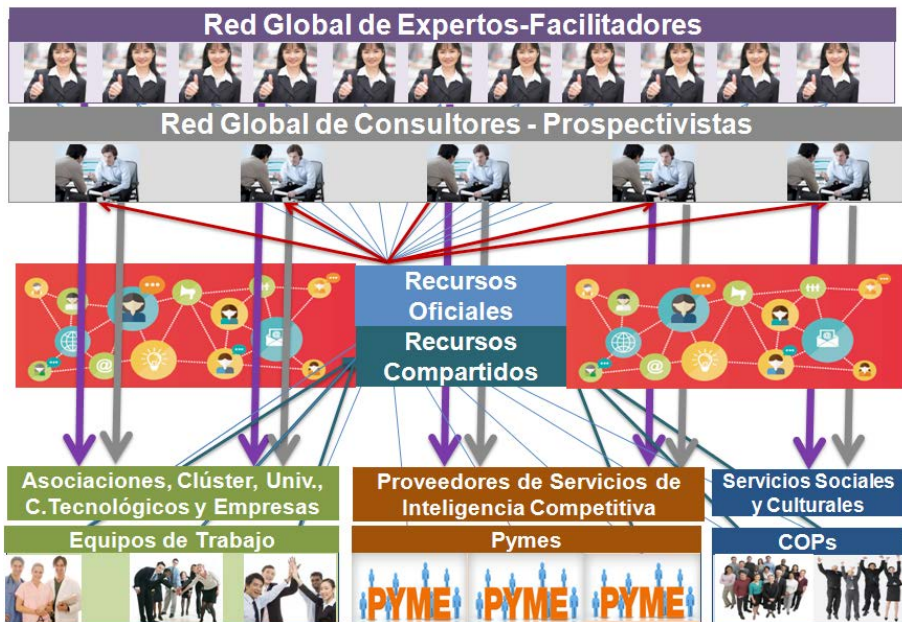 Red Global de Expertos-Facilitadores
Red Global de Consultores - Prospectivistas
Recursos
Oficiales
Recursos
Compartidos
@
@
Asociaciones, Clúster, Univ.,
C.Tecnológicos y Empresas
Proveedores de Servicios de
Inteligencia Competitiva
Servicios Sociales
y Culturales
Equipos de Trabajo
Pymes
COPs
PYME
PYME
PYME